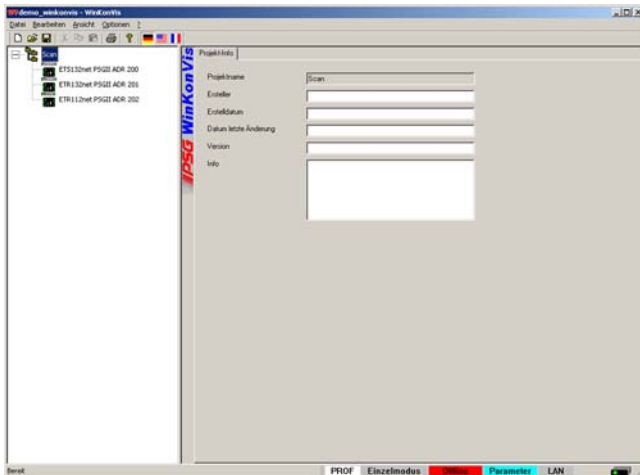 demo_winkonvis - WinKonVis
Datei Bearbeiten Ansicht Optionen ?
Scan
ETS132net PSGII ADR 200
ETR132net PSGII ADR 201
ETR112net PSGII ADR 202
PSG WinKonVis
Projekt-Info
Projektname
Scan
Ersteller
Erstelldatum
Datum letzte Änderung
Version
Info
Bereit
PROF Einzelmodus Offline Parameter LAN